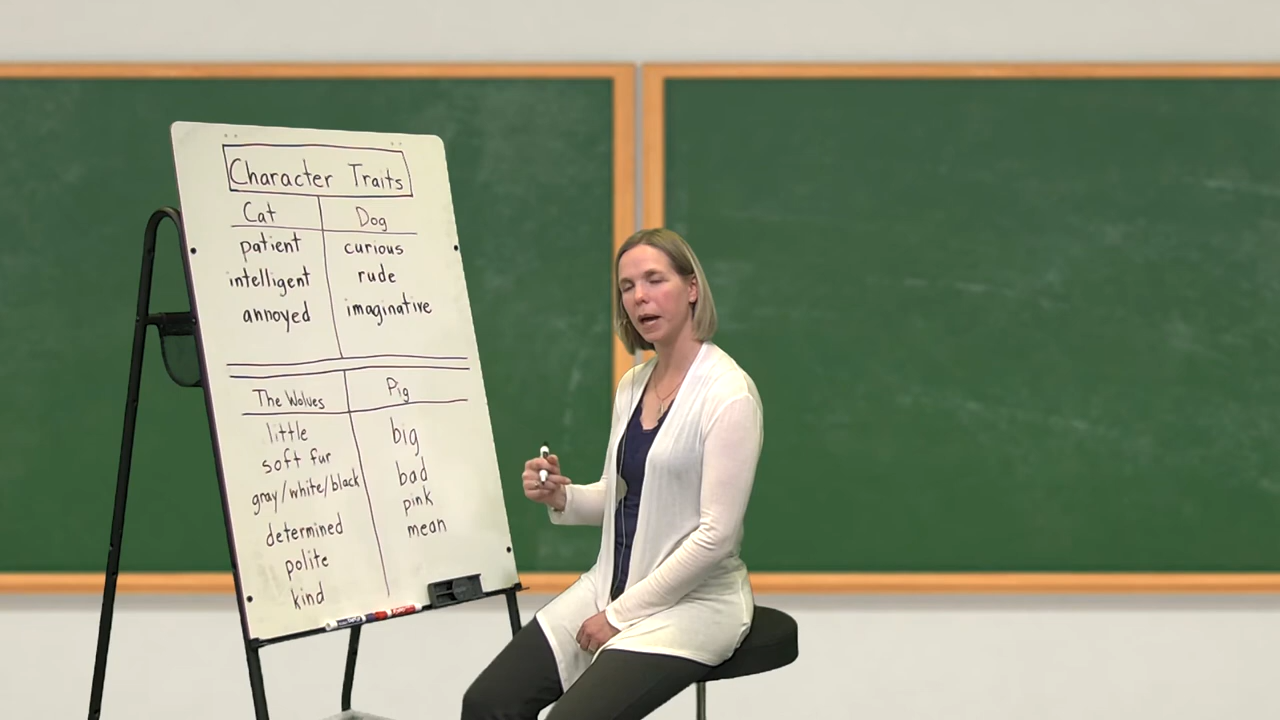 Character Traits
Cat
Dog
patient
curious
intelligent
rude
annoyed
imaginative
The Wolves
Pig
little
big
soft fur
bad
gray/white/black
pink
determined
mean
polite
kind